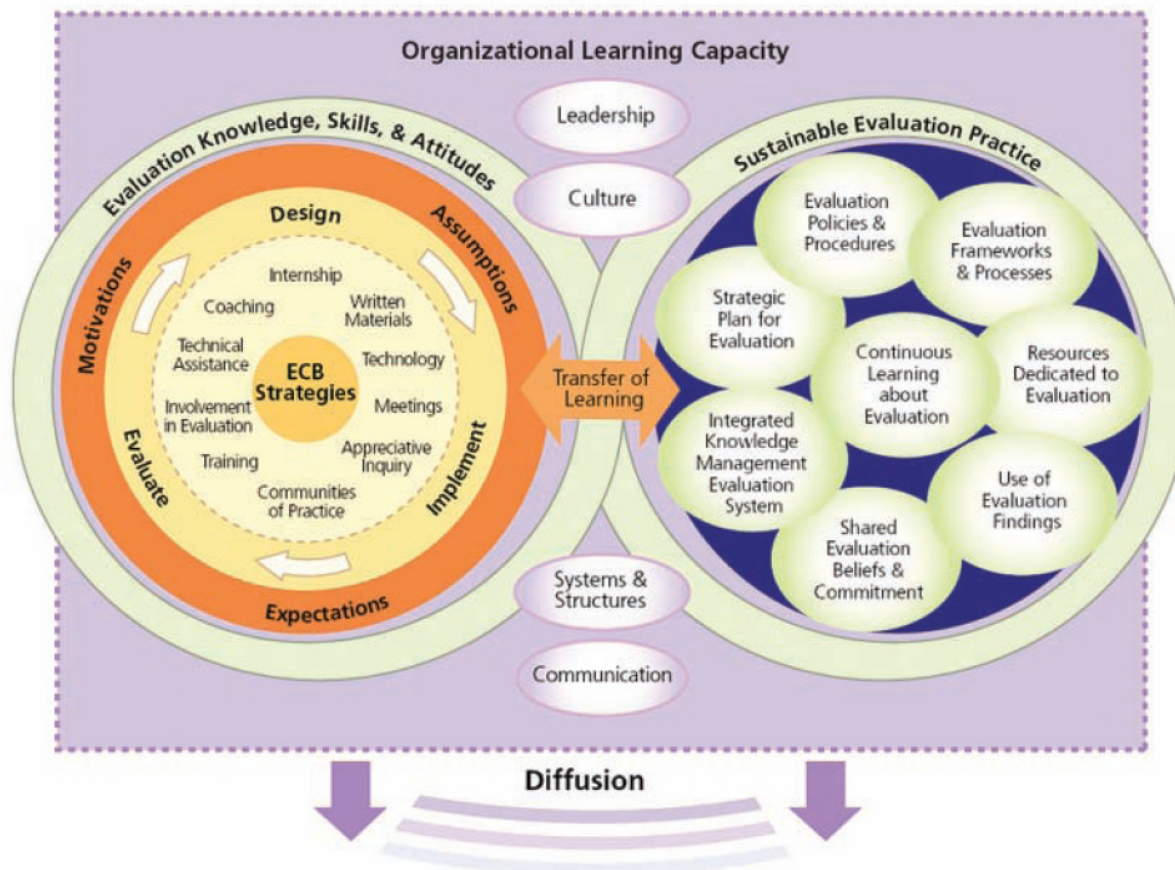 Organizational Learning Capacity
Leadership
Culture
Evaluation Knowledge, Skills, & Attitudes
Motivations
Assumptions
Expectations
Design
Implement
Evaluate
Internship
Written
Materials
Technology
Meetings
Appreciative
Inquiry
Communities
of Practice
Training
Involvement
in Evaluation
Technical
Assistance
Coaching
ECB
Strategies
Transfer of
Learning
Sustainable Evaluation Practice
Evaluation
Policies &
Procedures
Evaluation
Frameworks
& Processes
Strategic
Plan for
Evaluation
Continuous
Learning
about
Evaluation
Resources
Dedicated to
Evaluation
Integrated
Knowledge
Management
Evaluation
System
Use of
Evaluation
Findings
Shared
Evaluation
Beliefs &
Commitment
Systems &
Structures
Communication
Diffusion